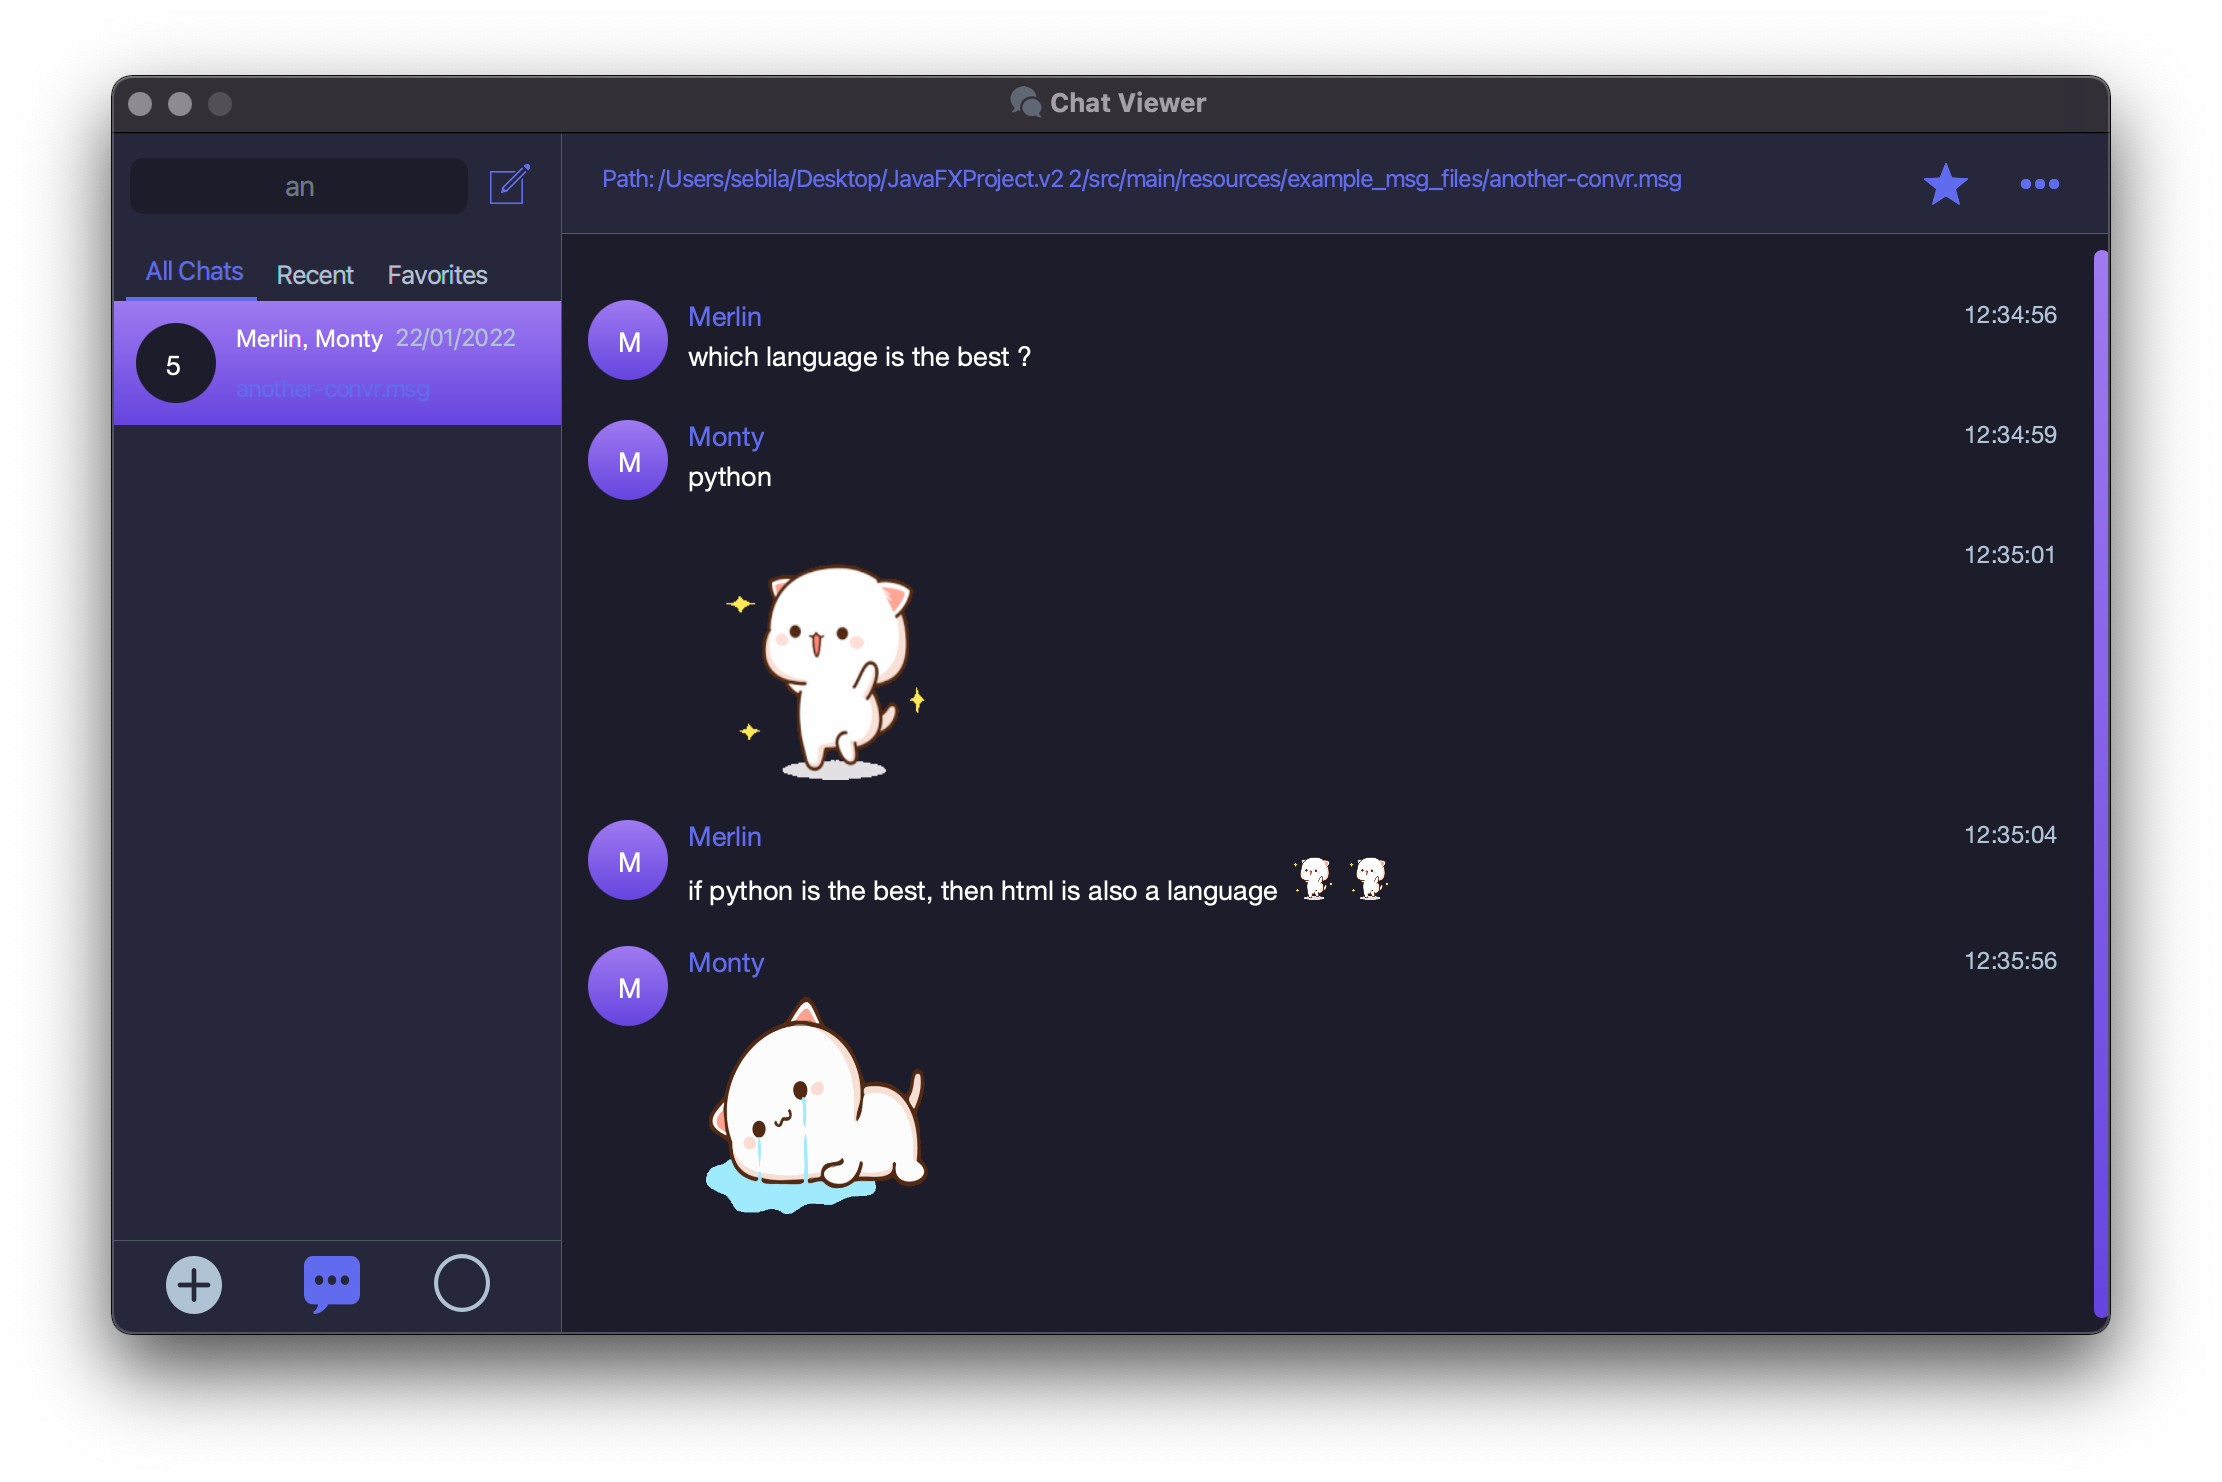 Chat Viewer
an
Path: /Users/sebila/Desktop/JavaFXProject.v2 2/src/main/resources/example_msg_files/another-convr.msg
All Chats Recent Favorites
5
Merlin, Monty 22/01/2022
another-convr.msg
M
Merlin 12:34:56
which language is the best ?
M
Monty 12:34:59
python
12:35:01
M
Merlin 12:35:04
if python is the best, then html is also a language
M
Monty 12:35:56